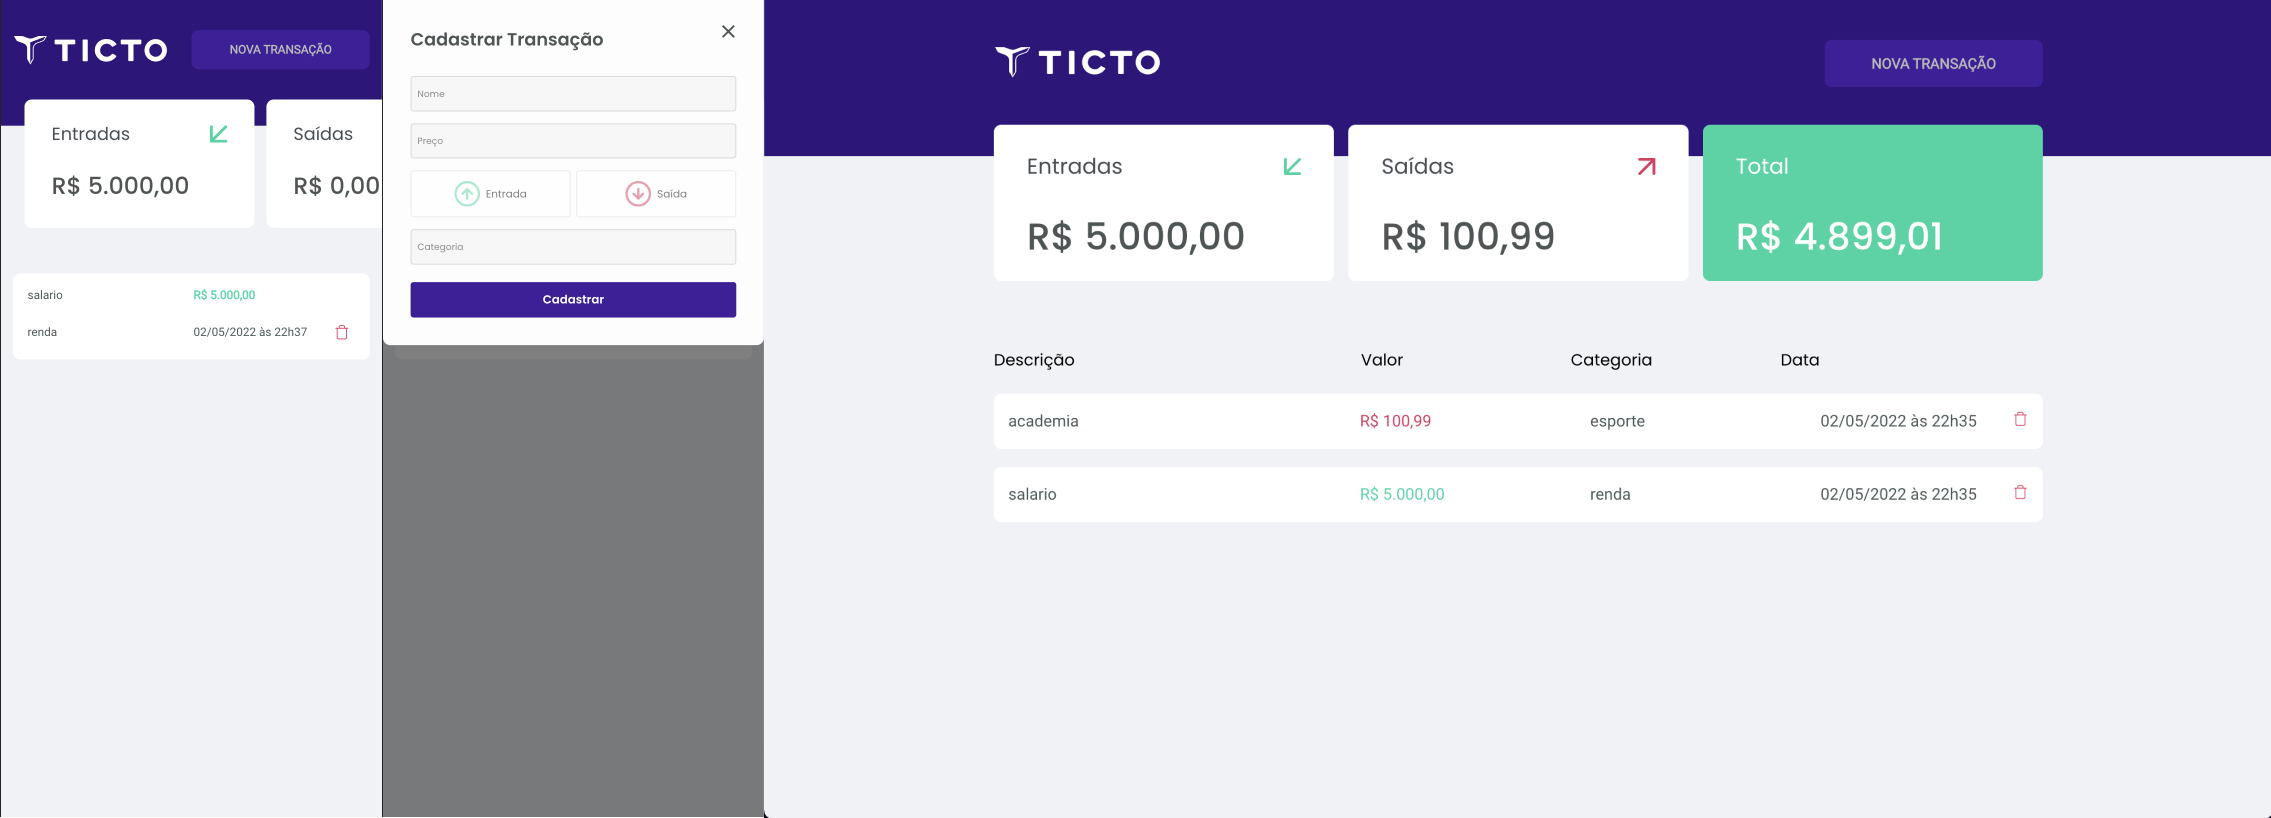 TICTO
NOVA TRANSAÇÃO
Entradas
R$ 5.000,00
Saídas
R$ 0,00
salario
R$ 5.000,00
renda
02/05/2022 às 22h37
Cadastrar Transação
Nome
Preço
Entrada
Saída
Categoria
Cadastrar
TICTO
NOVA TRANSAÇÃO
Entradas
R$ 5.000,00
Saídas
R$ 100,99
Total
R$ 4.899,01
Descrição Valor Categoria Data
academia R$ 100,99 esporte 02/05/2022 às 22h35
salario R$ 5.000,00 renda 02/05/2022 às 22h35